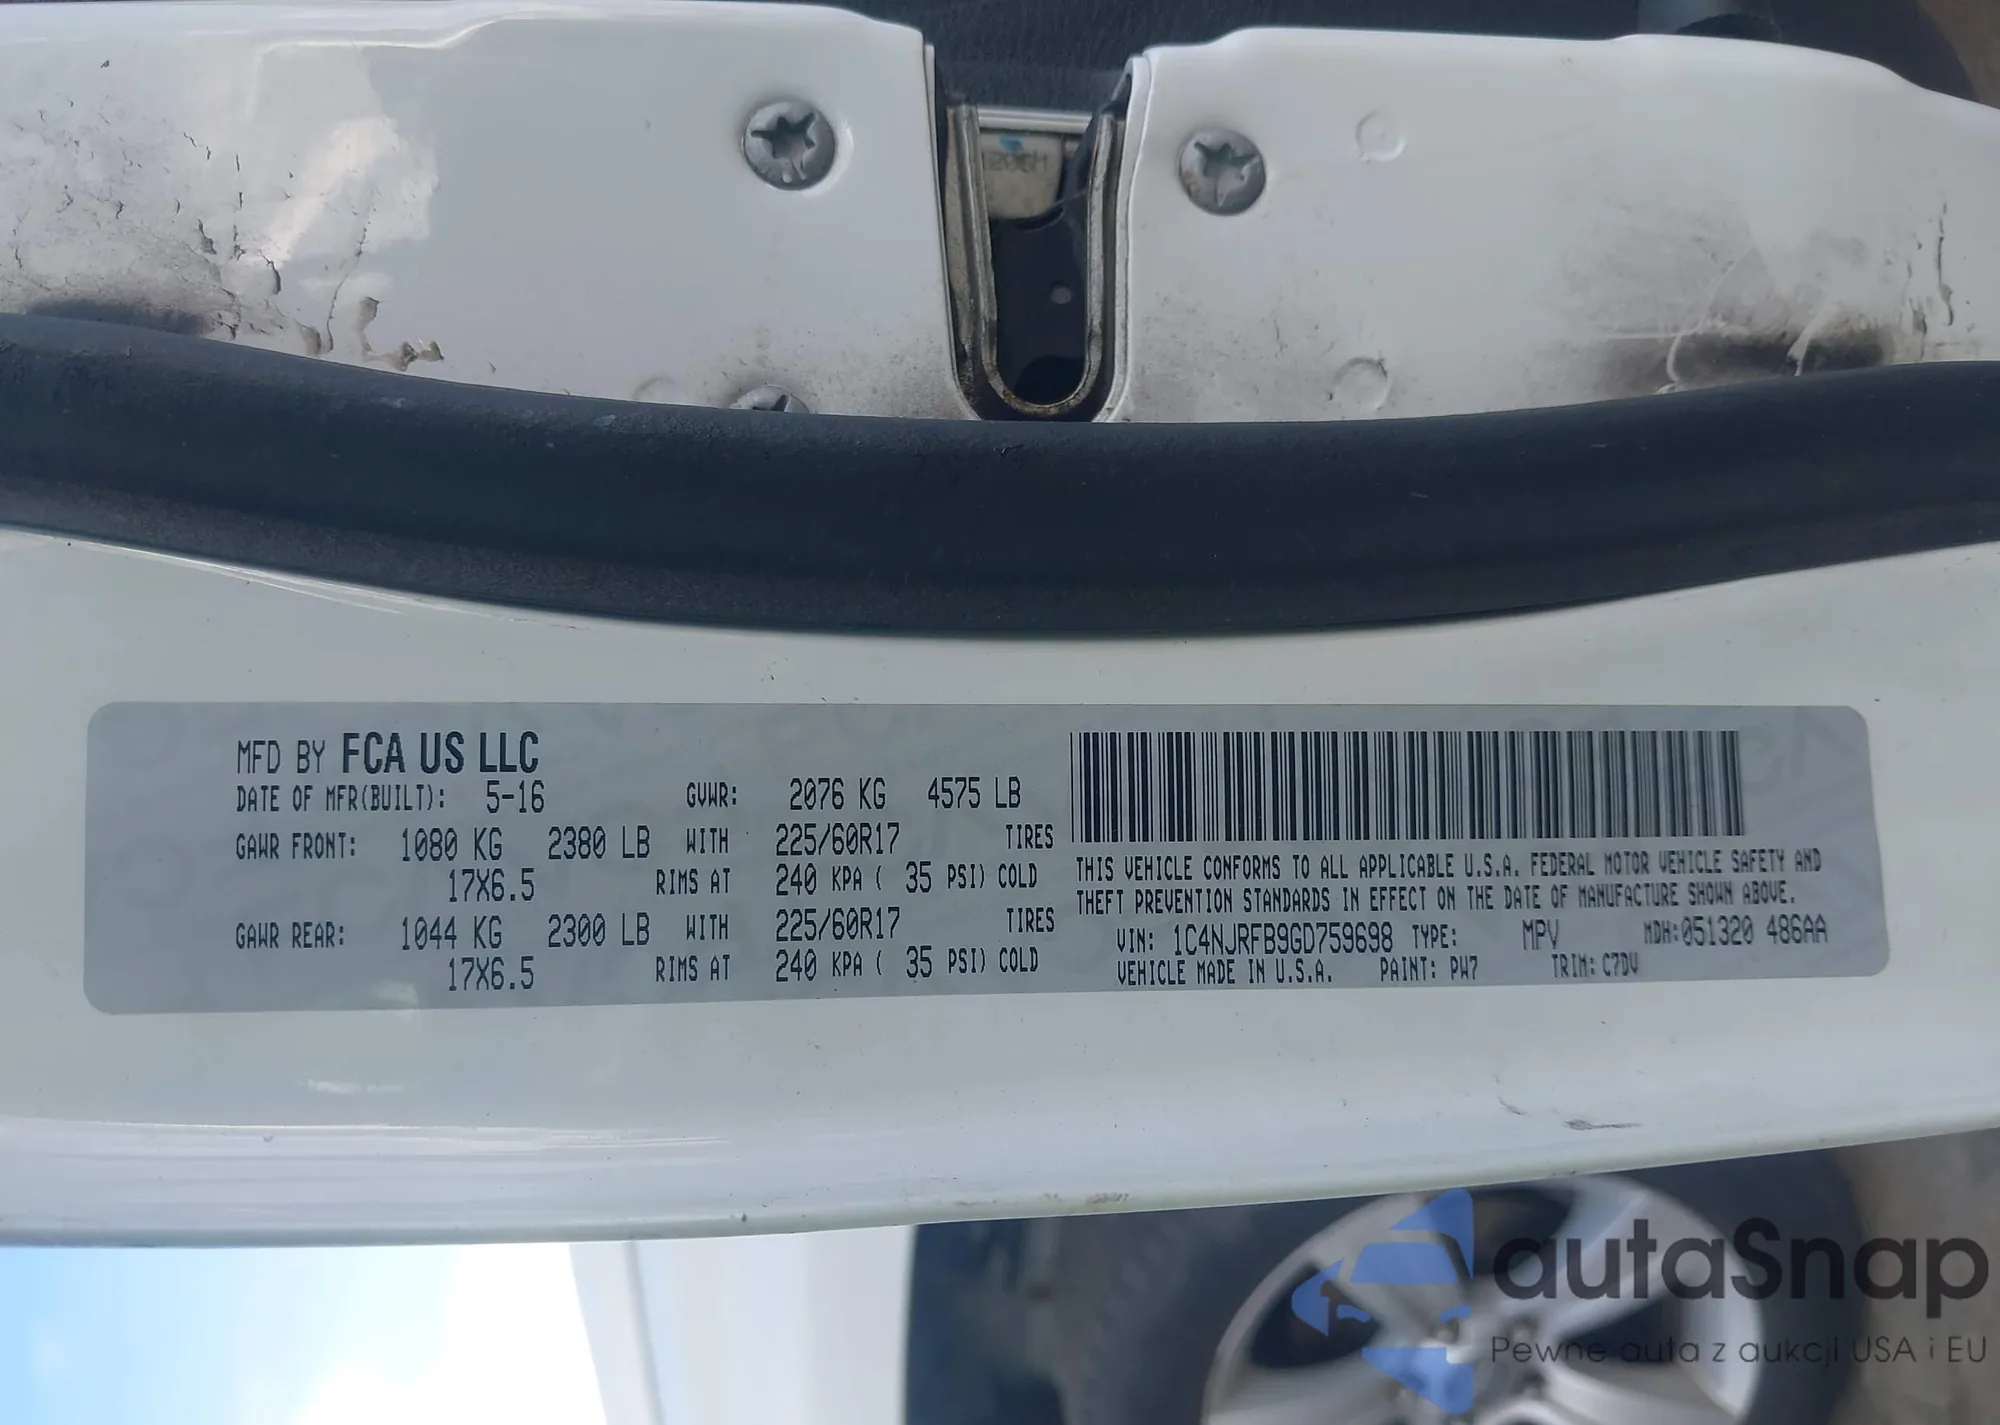 MFD BY FCA US LLC
DATE OF MFR(BUILT): 5-16 GVWR: 2076 KG 4575 LB
GAWR FRONT: 1080 KG 2380 LB WITH 225/60R17 TIRES
17X6.5 RIMS AT 240 KPA ( 35 PSI) COLD
GAWR REAR: 1044 KG 2300 LB WITH 225/60R17 TIRES
17X6.5 RIMS AT 240 KPA ( 35 PSI) COLD
THIS VEHICLE CONFORMS TO ALL APPLICABLE U.S.A. FEDERAL MOTOR VEHICLE SAFETY AND
THEFT PREVENTION STANDARDS IN EFFECT ON THE DATE OF MANUFACTURE SHOWN ABOVE.
VIN: 1C4NJRFB9GD759698 TYPE: MPV MDH:051320 486AA
VEHICLE MADE IN U.S.A. PAINT: PW7 TRIM: C7DV
autoSnap
Pewne auta z aukcji USA i EU